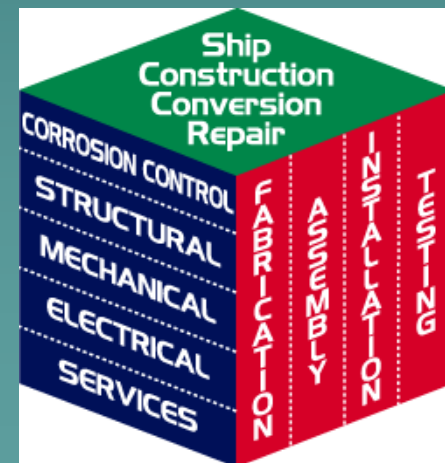 Ship
Construction
Conversion
Repair
CORROSION CONTROL
STRUCTURAL
MECHANICAL
ELECTRICAL
SERVICES
FABRICATION
ASSEMBLY
INSTALLATION
TESTING